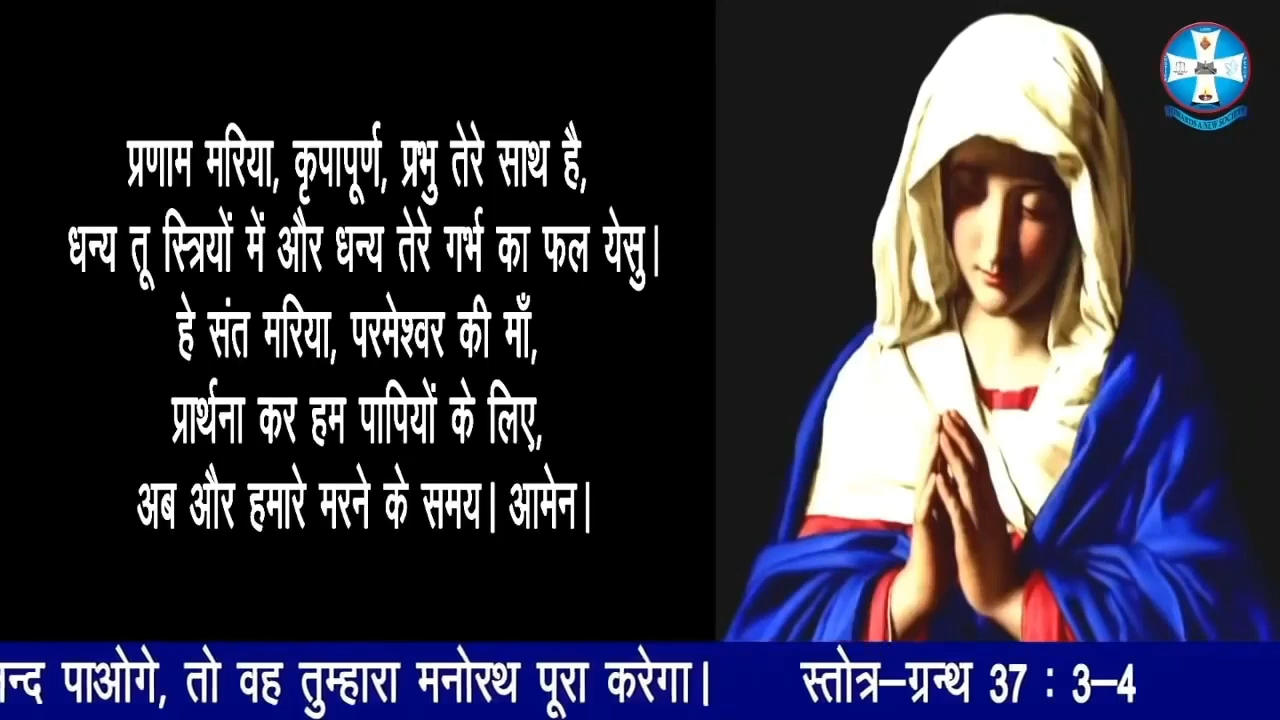 प्रणाम मरिया, कृपापूर्ण, प्रभु तेरे साथ है,
धन्य तू स्त्रियों में और धन्य तेरे गर्भ का फल येसु|
हे संत मरिया, परमेश्वर की माँ,
प्रार्थना कर हम पापियों के लिए,
अब और हमारे मरने के समय| आमेन|
पाओगे, तो वह तुम्हारा मनोरथ पूरा करेगा| स्तोत्र–ग्रन्थ 37 : 3–4